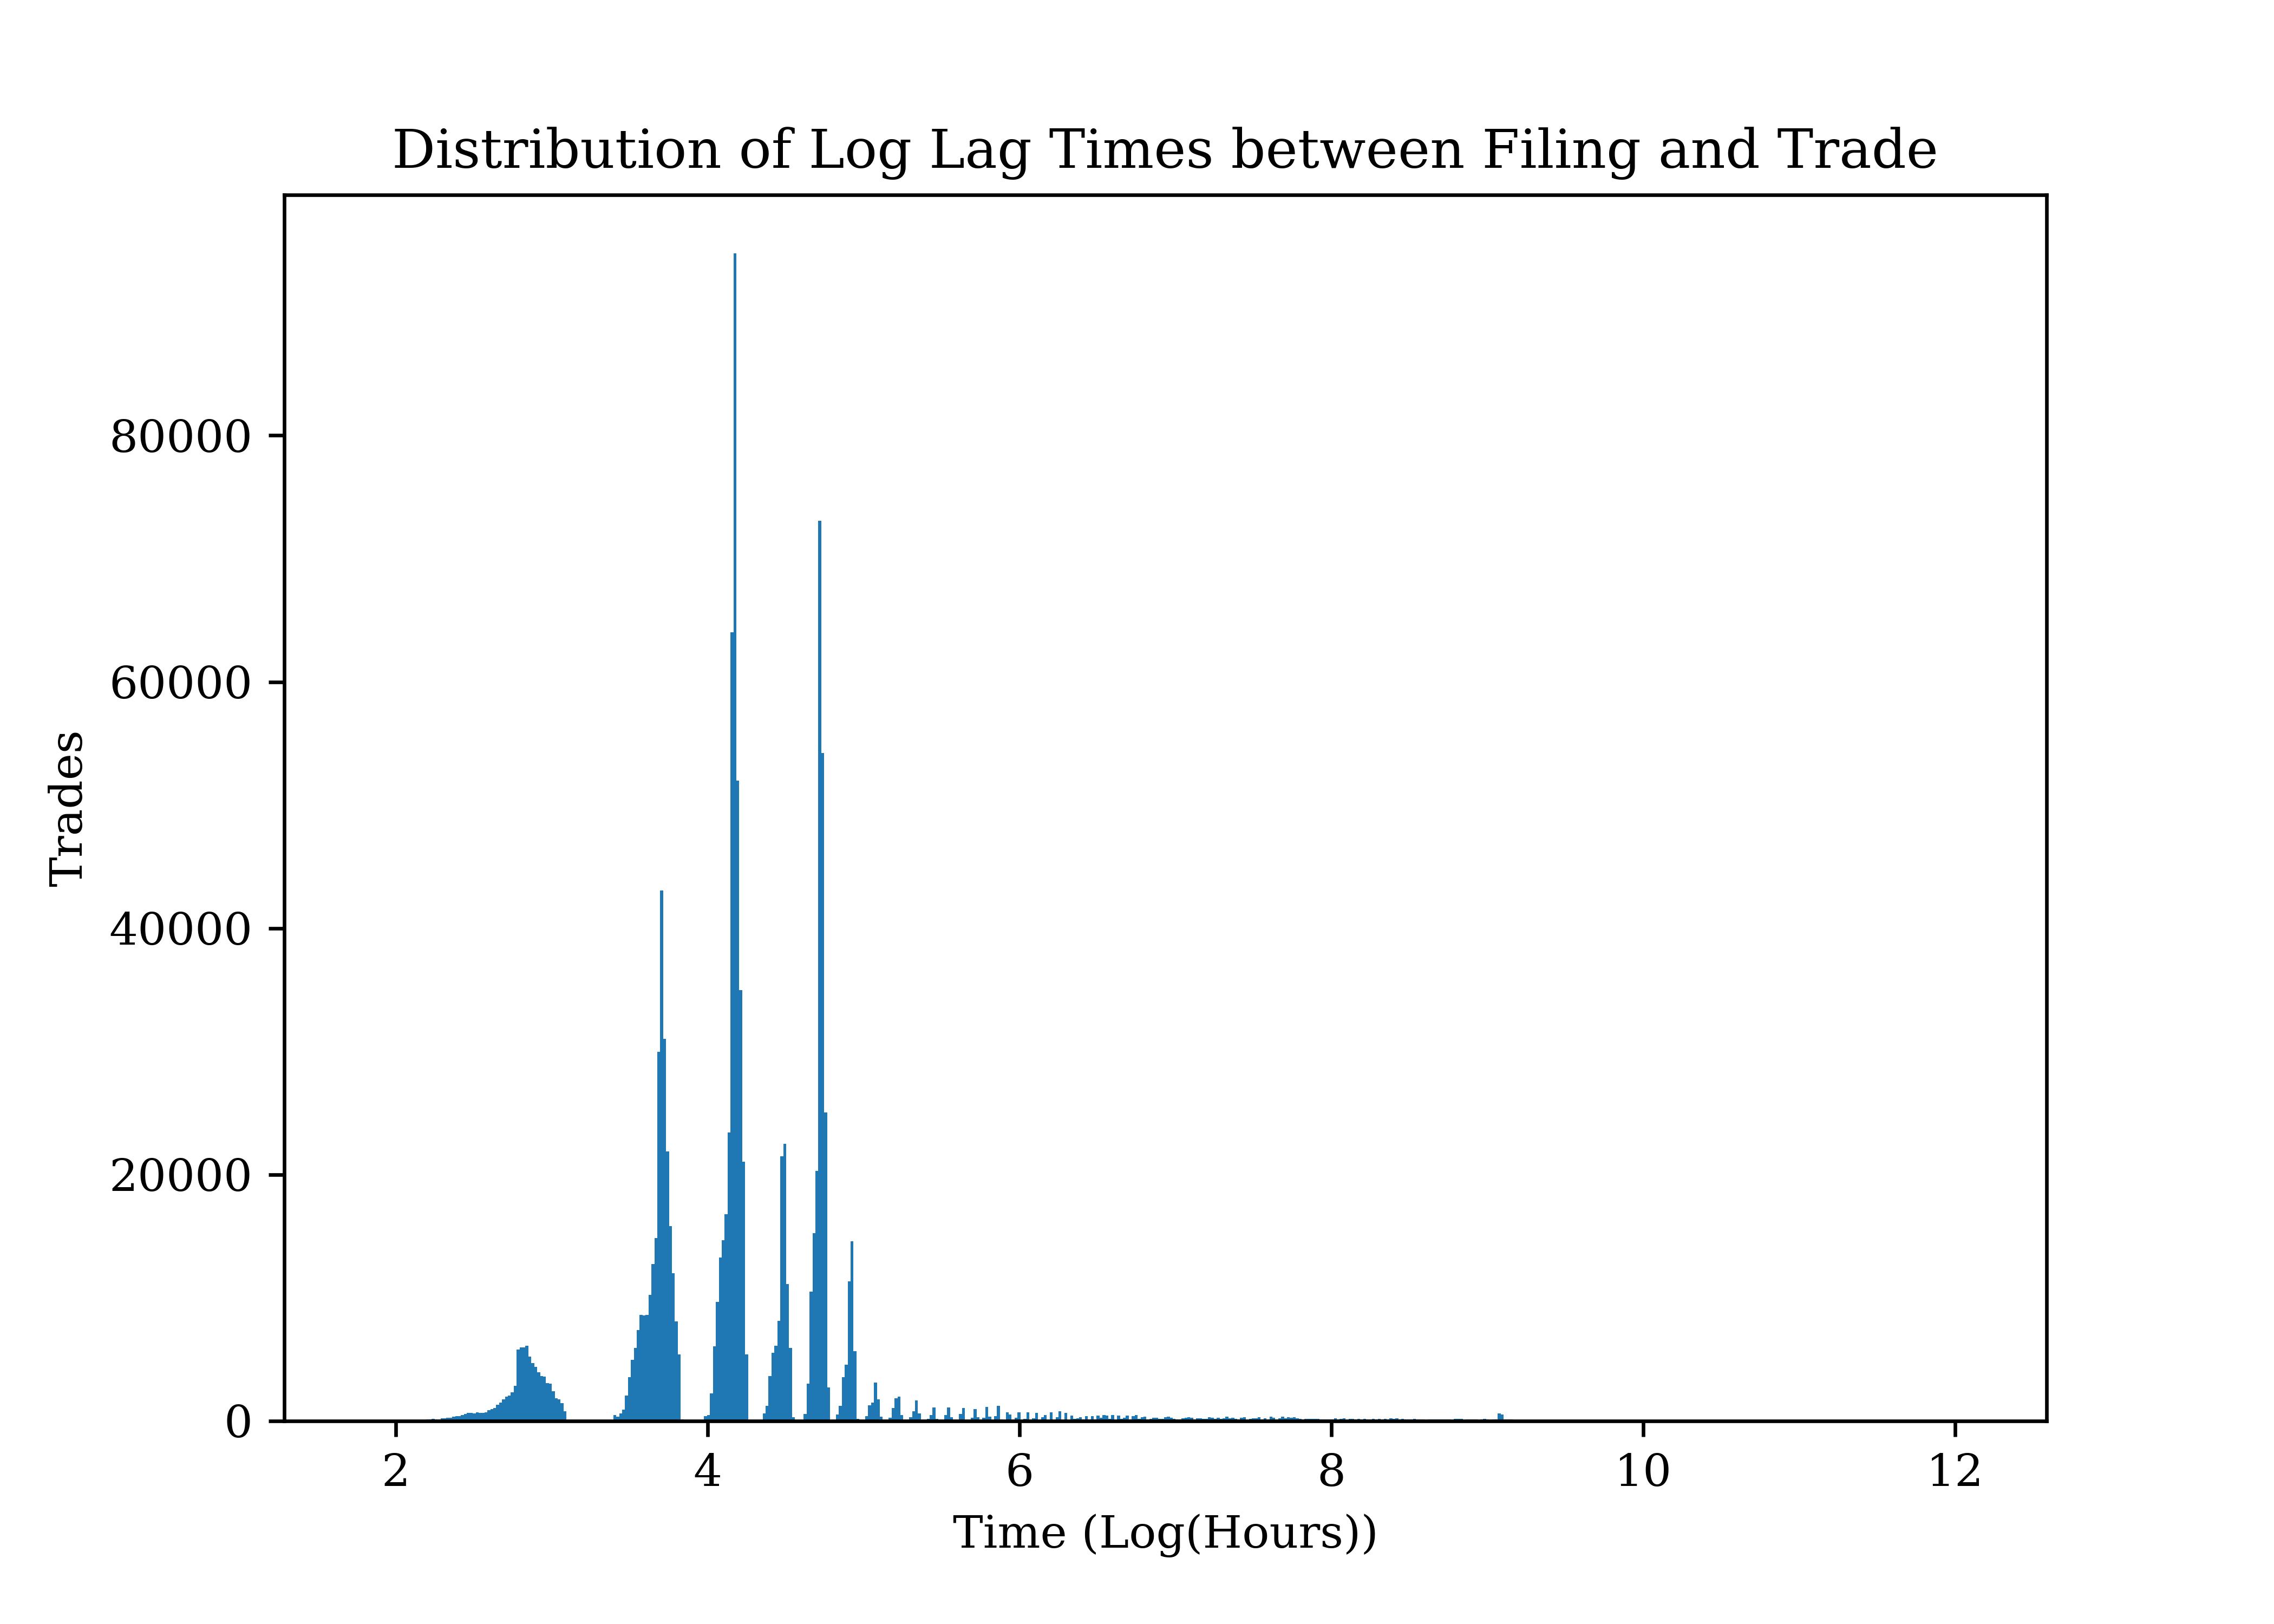 Distribution of Log Lag Times between Filing and Trade
Trades
80000
60000
40000
20000
0
2 4 6 8 10 12
Time (Log(Hours))